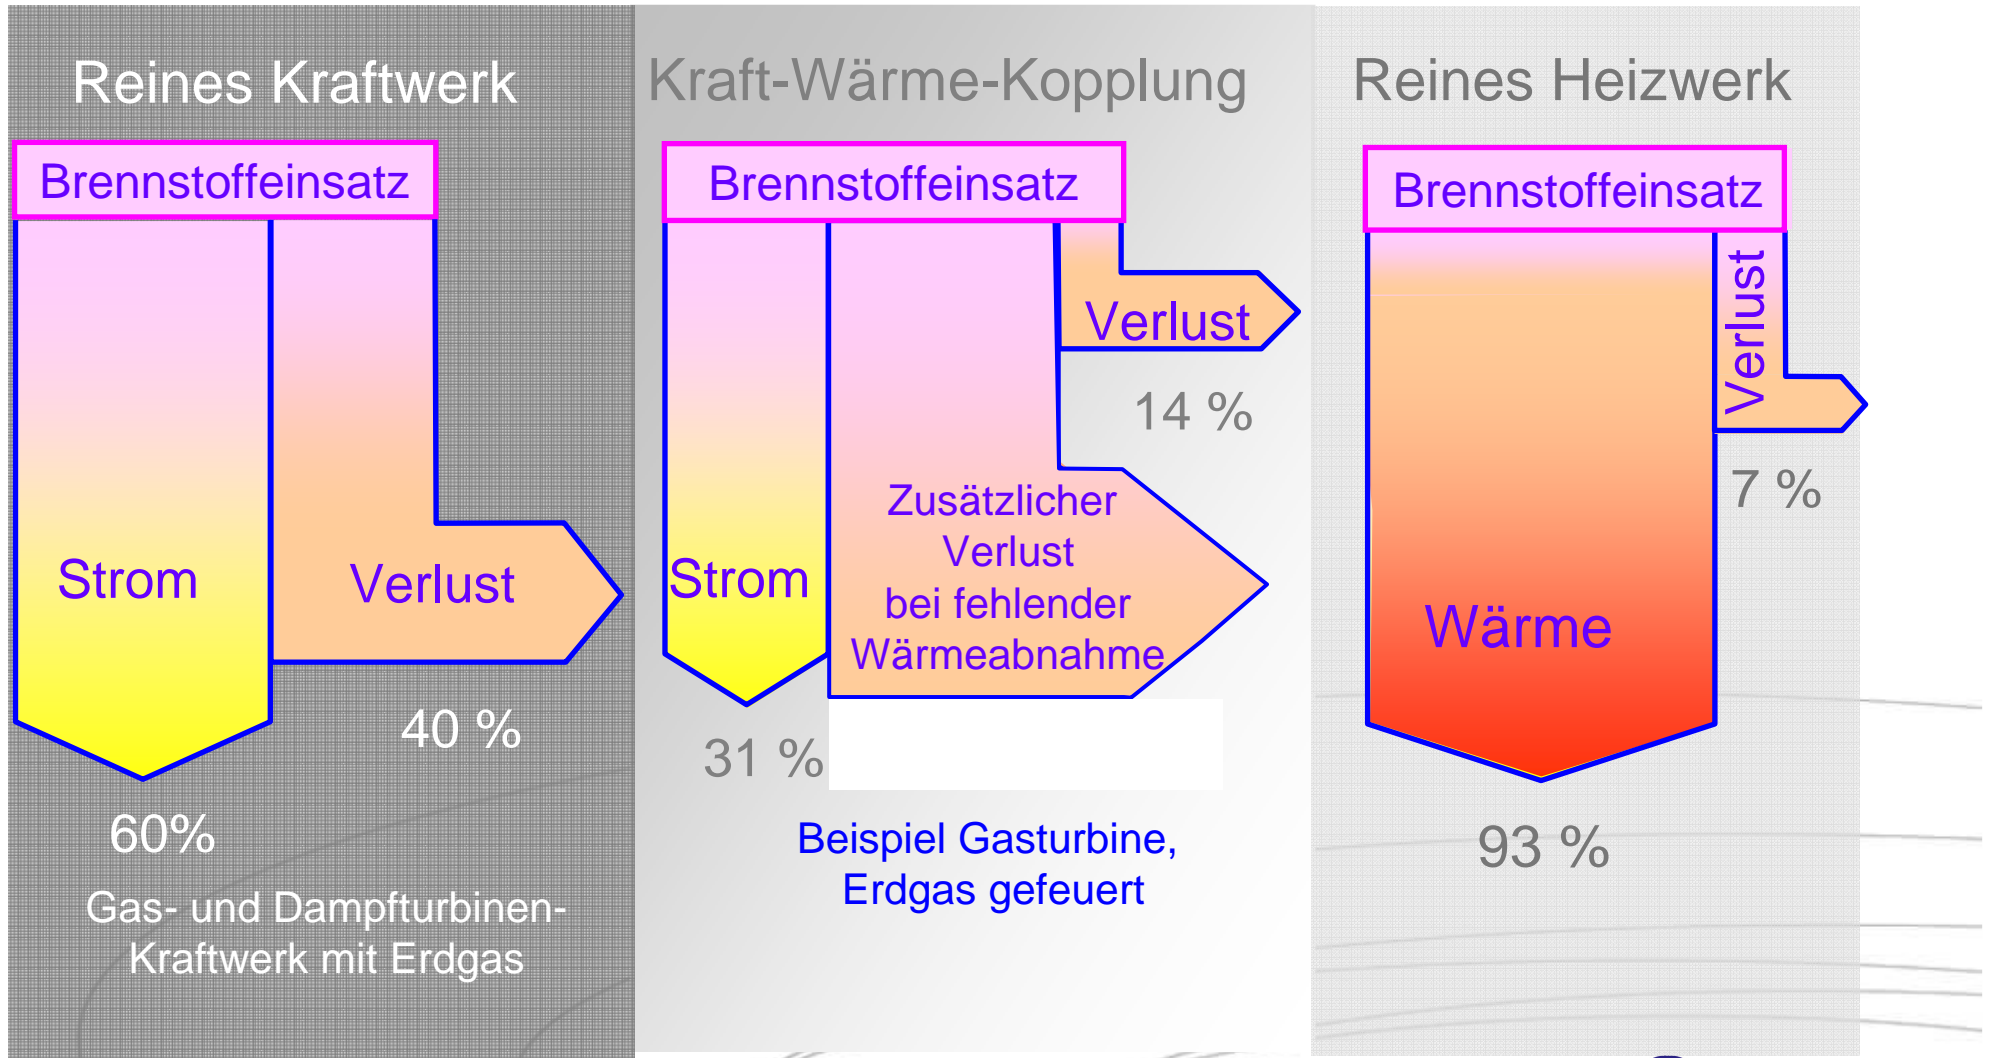 Reines Kraftwerk
Brennstoffeinsatz
Strom
Verlust
40 %
60%
Gas- und Dampfturbinen-
Kraftwerk mit Erdgas
Kraft-Wärme-Kopplung
Brennstoffeinsatz
Verlust
14 %
Strom
Zusätzlicher
Verlust
bei fehlender
Wärmeabnahme
31 %
Beispiel Gasturbine,
Erdgas gefeuert
Reines Heizwerk
Brennstoffeinsatz
Verlust
7 %
Wärme
93 %